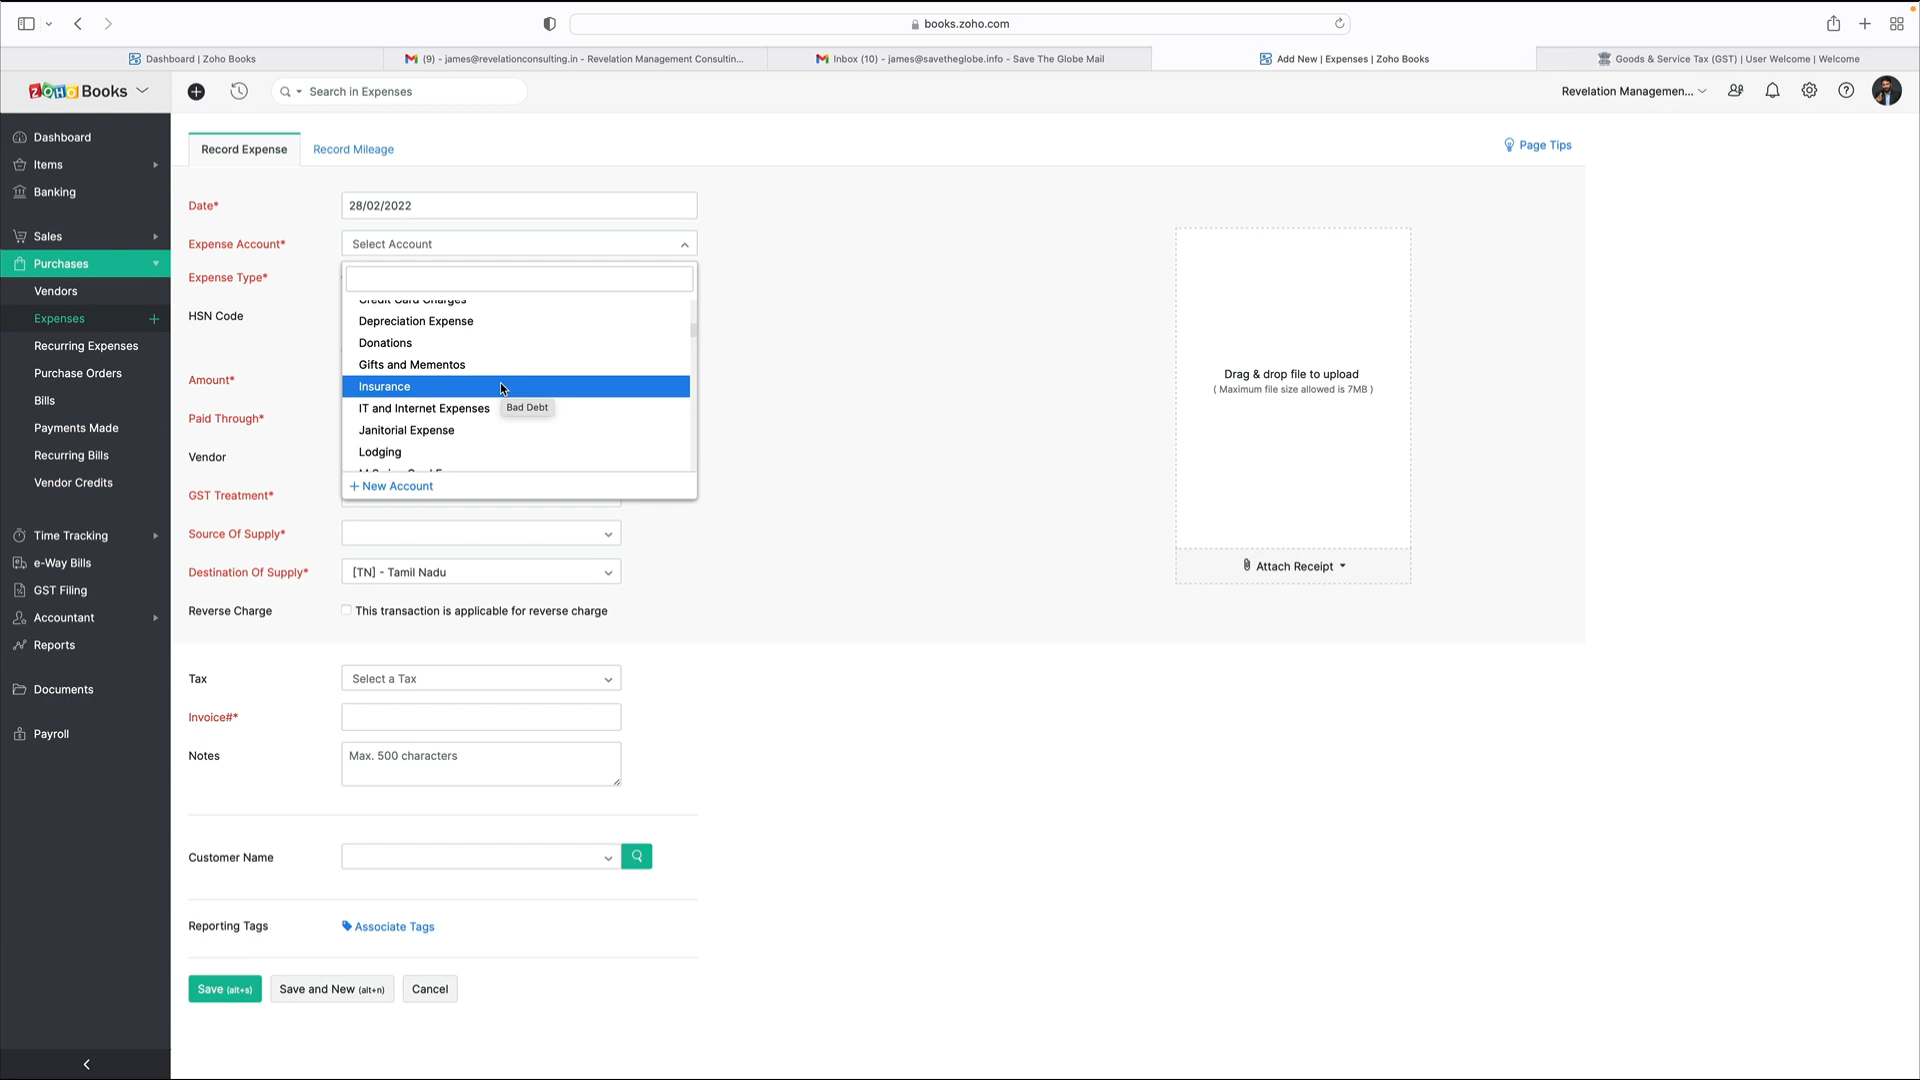 books.zoho.com
Dashboard | Zoho Books
(9) - james@revelationconsulting.in - Revelation Management Consultin...
Inbox (10) - james@savetheglobe.info - Save The Globe Mail
Add New | Expenses | Zoho Books
Goods & Service Tax (GST) | User Welcome | Welcome
ZOHO Books
Search in Expenses
Revelation Managemen...
Dashboard
Items
Banking
Sales
Purchases
Vendors
Expenses
Recurring Expenses
Purchase Orders
Bills
Payments Made
Recurring Bills
Vendor Credits
Time Tracking
e-Way Bills
GST Filing
Accountant
Reports
Documents
Payroll
Record Expense
Record Mileage
Page Tips
Date*
28/02/2022
Expense Account*
Select Account
Expense Type*
HSN Code
Credit Card Charges
Depreciation Expense
Donations
Gifts and Mementos
Insurance
IT and Internet Expenses
Bad Debt
Janitorial Expense
Lodging
+ New Account
Amount*
Paid Through*
Vendor
GST Treatment*
Source Of Supply*
Destination Of Supply*
[TN] - Tamil Nadu
Reverse Charge
This transaction is applicable for reverse charge
Drag & drop file to upload
( Maximum file size allowed is 7MB )
Attach Receipt
Tax
Select a Tax
Invoice#*
Notes
Max. 500 characters
Customer Name
Reporting Tags
Associate Tags
Save (alt+s)
Save and New (alt+n)
Cancel